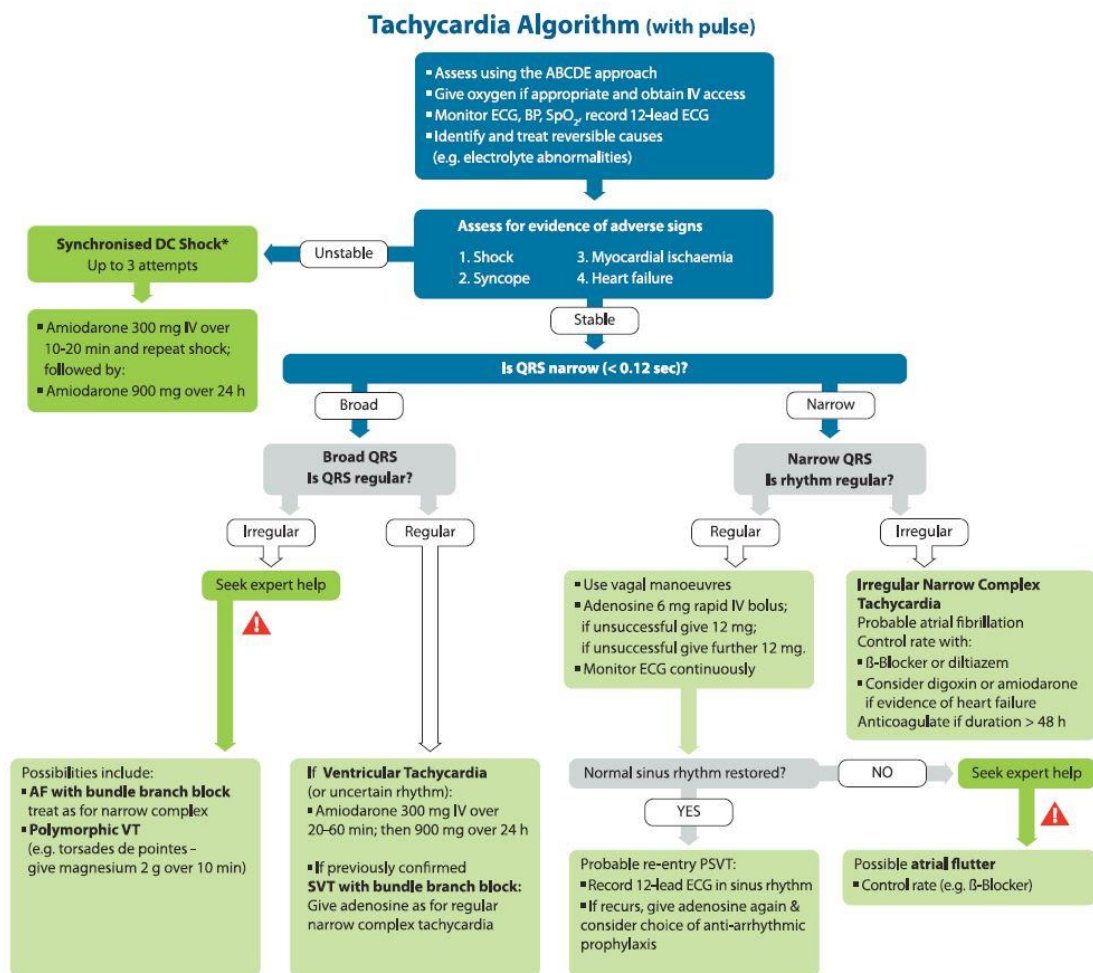 Tachycardia Algorithm (with pulse)
▪ Assess using the ABCDE approach
▪ Give oxygen if appropriate and obtain IV access
▪ Monitor ECG, BP, SpO2, record 12-lead ECG
▪ Identify and treat reversible causes
(e.g. electrolyte abnormalities)
Assess for evidence of adverse signs
1. Shock 3. Myocardial ischaemia
2. Syncope 4. Heart failure
Unstable
Synchronised DC Shock*
Up to 3 attempts
▪ Amiodarone 300 mg IV over
10-20 min and repeat shock;
followed by:
▪ Amiodarone 900 mg over 24 h
Stable
Is QRS narrow (< 0.12 sec)?
Broad
Narrow
Broad QRS
Is QRS regular?
Narrow QRS
Is rhythm regular?
Irregular
Regular
Regular
Irregular
Seek expert help
▪ Use vagal manoeuvres
▪ Adenosine 6 mg rapid IV bolus;
if unsuccessful give 12 mg;
if unsuccessful give further 12 mg.
▪ Monitor ECG continuously
Irregular Narrow Complex
Tachycardia
Probable atrial fibrillation
Control rate with:
▪ ß-Blocker or diltiazem
▪ Consider digoxin or amiodarone
if evidence of heart failure
Anticoagulate if duration > 48 h
Possibilities include:
▪ AF with bundle branch block
treat as for narrow complex
▪ Polymorphic VT
(e.g. torsades de pointes –
give magnesium 2 g over 10 min)
If Ventricular Tachycardia
(or uncertain rhythm):
▪ Amiodarone 300 mg IV over
20-60 min; then 900 mg over 24 h
▪ If previously confirmed
SVT with bundle branch block:
Give adenosine as for regular
narrow complex tachycardia
Normal sinus rhythm restored?
NO
Seek expert help
YES
Probable re-entry PSVT:
▪ Record 12-lead ECG in sinus rhythm
▪ If recurs, give adenosine again &
consider choice of anti-arrhythmic
prophylaxis
Possible atrial flutter
▪ Control rate (e.g. ß-Blocker)